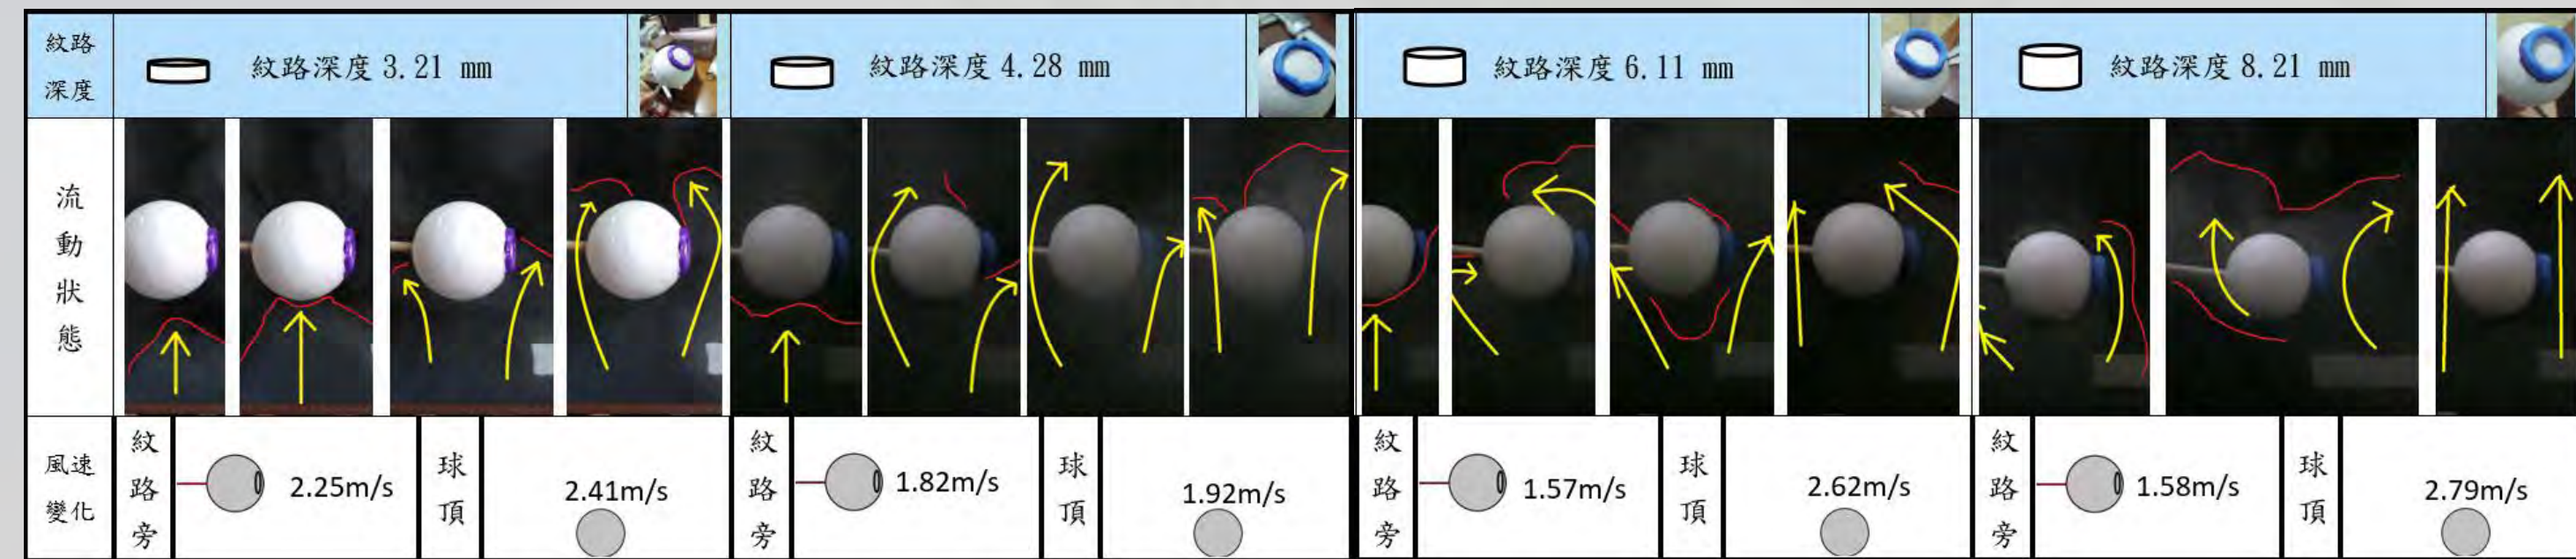 紋路
深度
紋路深度 3.21 mm
紋路深度 4.28 mm
紋路深度 6.11 mm
紋路深度 8.21 mm
流
動
狀
態
風速
變化
紋
路
旁
2.25m/s
球
頂
2.41m/s
紋
路
旁
1.82m/s
球
頂
1.92m/s
紋
路
旁
1.57m/s
球
頂
2.62m/s
紋
路
旁
1.58m/s
球
頂
2.79m/s